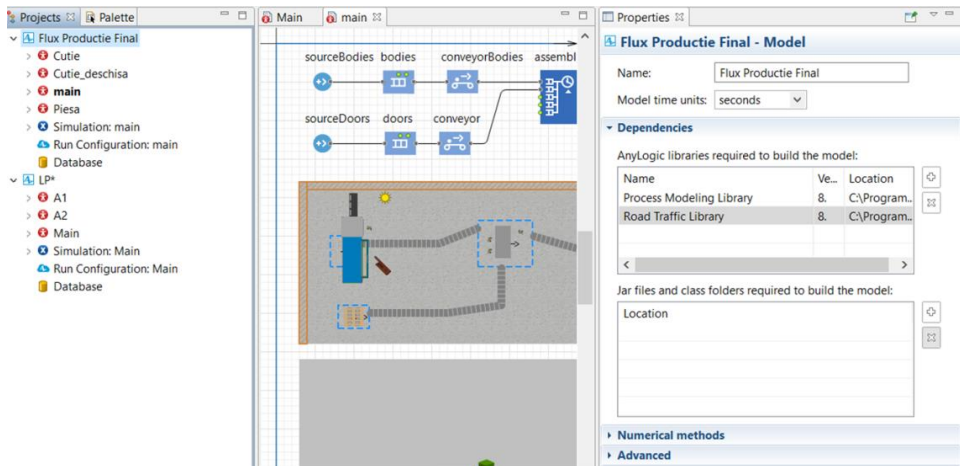 Projects
Palette
Flux Productie Final
Cutie
Cutie_deschisa
main
Piesa
Simulation: main
Run Configuration: main
Database
LP*
A1
A2
Main
Simulation: Main
Run Configuration: Main
Database
Main
main
sourceBodies bodies conveyorBodies assembl
sourceDoors doors conveyor
Properties
Flux Productie Final - Model
Name: Flux Productie Final
Model time units: seconds
Dependencies
AnyLogic libraries required to build the model:
Name Ve... Location
Process Modeling Library 8. C:\Program..
Road Traffic Library 8. C:\Program..
Jar files and class folders required to build the model:
Location
Numerical methods
Advanced